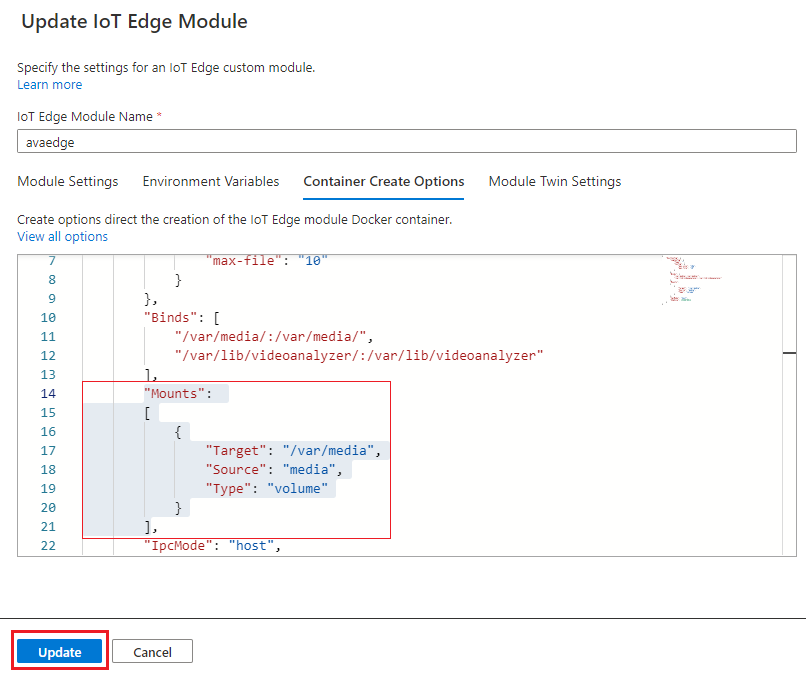 Update IoT Edge Module
Specify the settings for an IoT Edge custom module.
Learn more
IoT Edge Module Name *
avaedge
Module Settings Environment Variables Container Create Options Module Twin Settings
Create options direct the creation of the IoT Edge module Docker container.
View all options
7 "max-file": "10"
8 }
9 },
10 "Binds": [
11 "/var/media/:/var/media/",
12 "/var/lib/videoanalyzer/:/var/lib/videoanalyzer"
13 ],
14 "Mounts":
15 [
16 {
17 "Target": "/var/media",
18 "Source": "media",
19 "Type": "volume"
20 }
21 ],
22 "IpcMode": "host",
Update Cancel